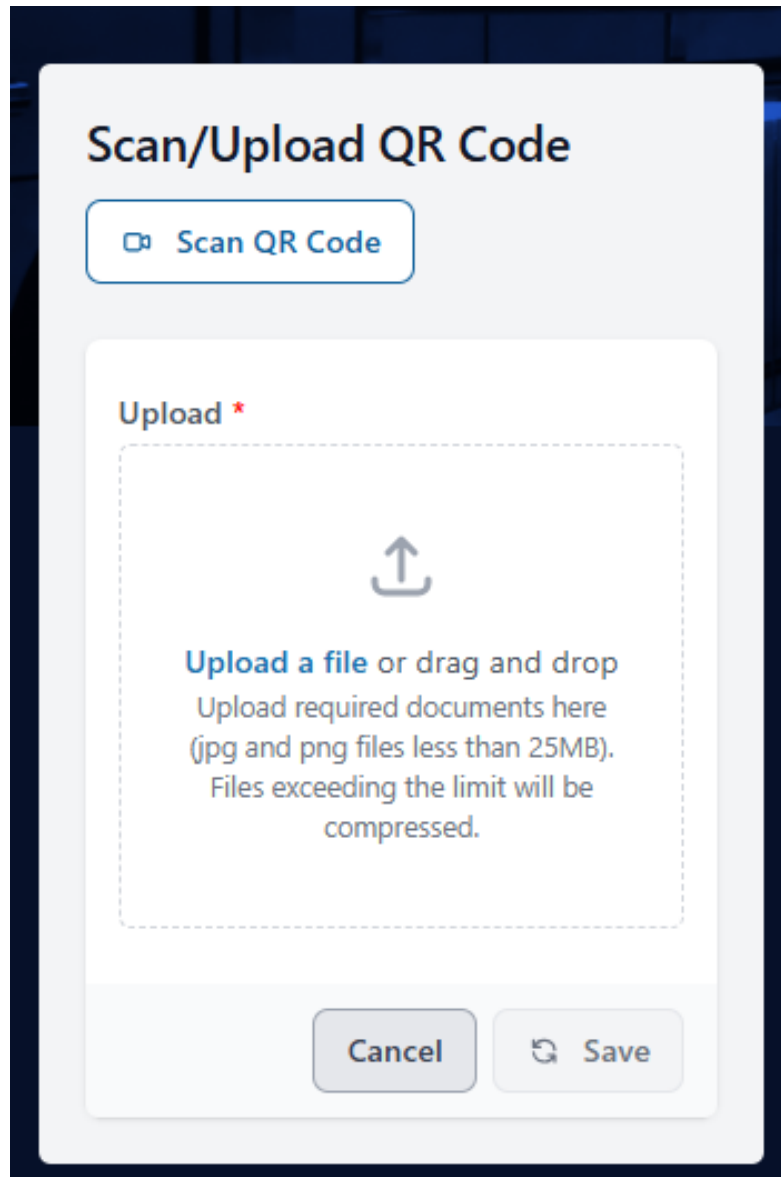 Scan/Upload QR Code
Scan QR Code
Upload *
Upload a file or drag and drop
Upload required documents here
(jpg and png files less than 25MB).
Files exceeding the limit will be
compressed.
Cancel
Save